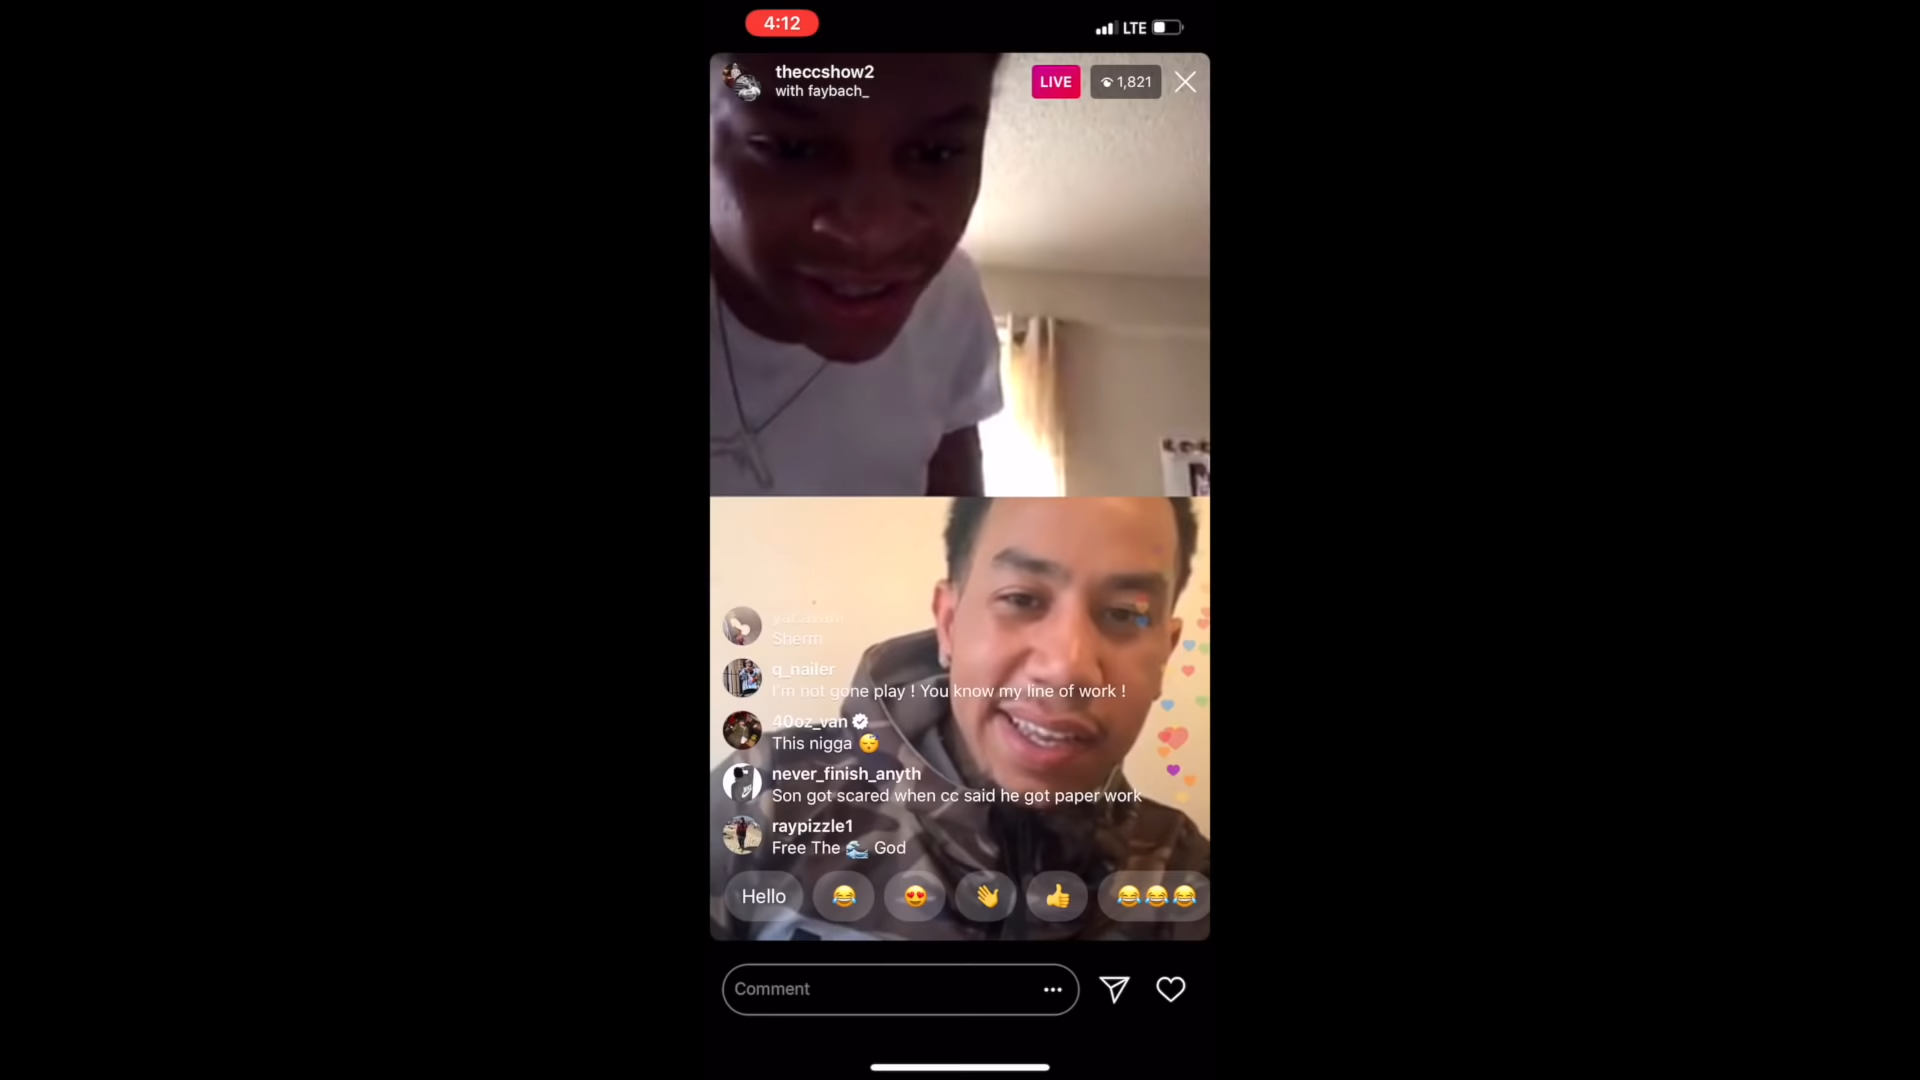 4:12
LTE
theccshow2
with faybach_
LIVE
1,821
Sherm
q_nailer
I'm not gone play ! You know my line of work !
40oz_van
This nigga 😴
never_finish_anyth
Son got scared when cc said he got paper work
raypizzle1
Free The 🌊 God
Hello
Comment